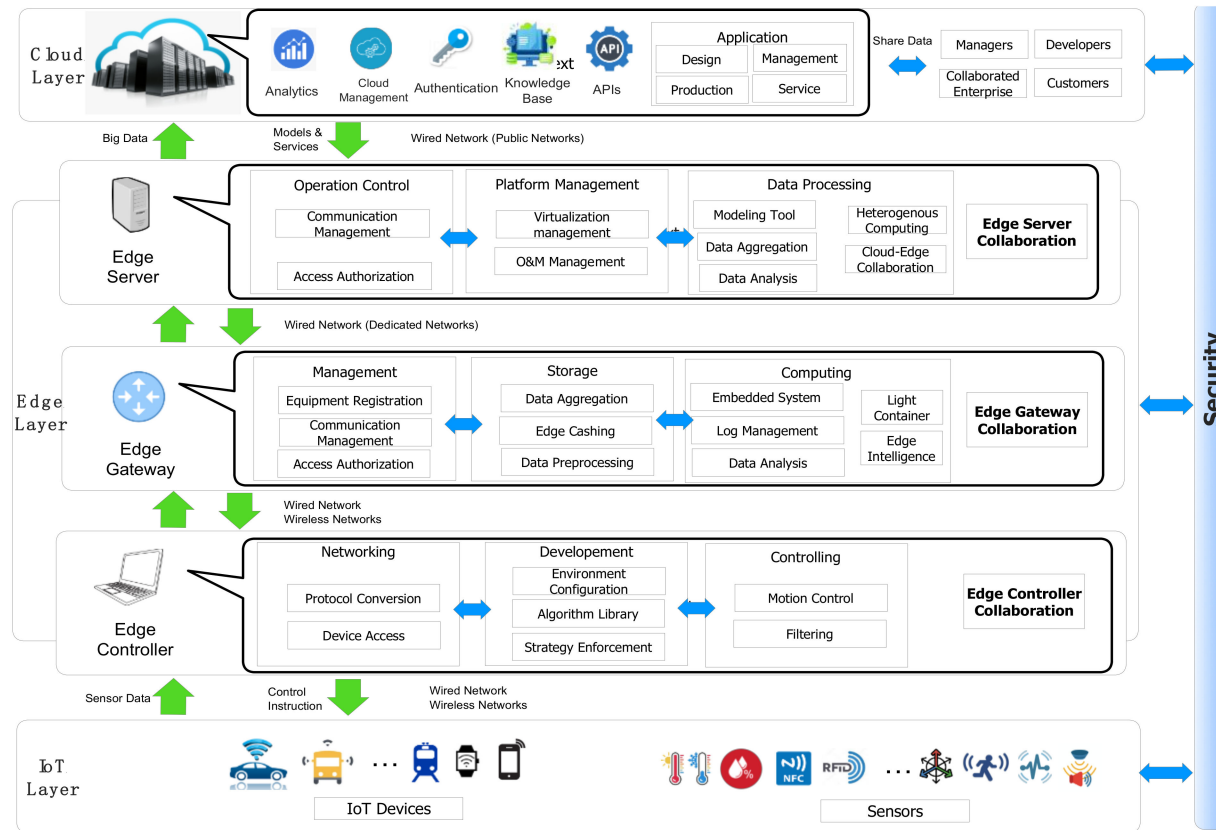 Cloud
Layer
Analytics
Cloud
Management
Authentication
Knowledge
Base
ext
API
APIs
Application
Design
Management
Production
Service
Share Data
Managers
Developers
Collaborated
Enterprise
Customers
Big Data
Models &
Services
Wired Network (Public Networks)
Edge
Server
Operation Control
Communication
Management
Access Authorization
Platform Management
Virtualization
management
O&M Management
Data Processing
Modeling Tool
Data Aggregation
Data Analysis
Heterogenous
Computing
Cloud-Edge
Collaboration
Edge Server
Collaboration
Wired Network (Dedicated Networks)
Edge
Layer
Edge
Gateway
Management
Equipment Registration
Communication
Management
Access Authorization
Storage
Data Aggregation
Edge Cashing
Data Preprocessing
Computing
Embedded System
Log Management
Data Analysis
Light
Container
Edge
Intelligence
Edge Gateway
Collaboration
Security
Wired Network
Wireless Networks
Edge
Controller
Networking
Protocol Conversion
Device Access
Developement
Environment
Configuration
Algorithm Library
Strategy Enforcement
Controlling
Motion Control
Filtering
Edge Controller
Collaboration
Sensor Data
Control
Instruction
Wired Network
Wireless Networks
IoT
Layer
...
IoT Devices
%
NFC
RFID
...
Sensors